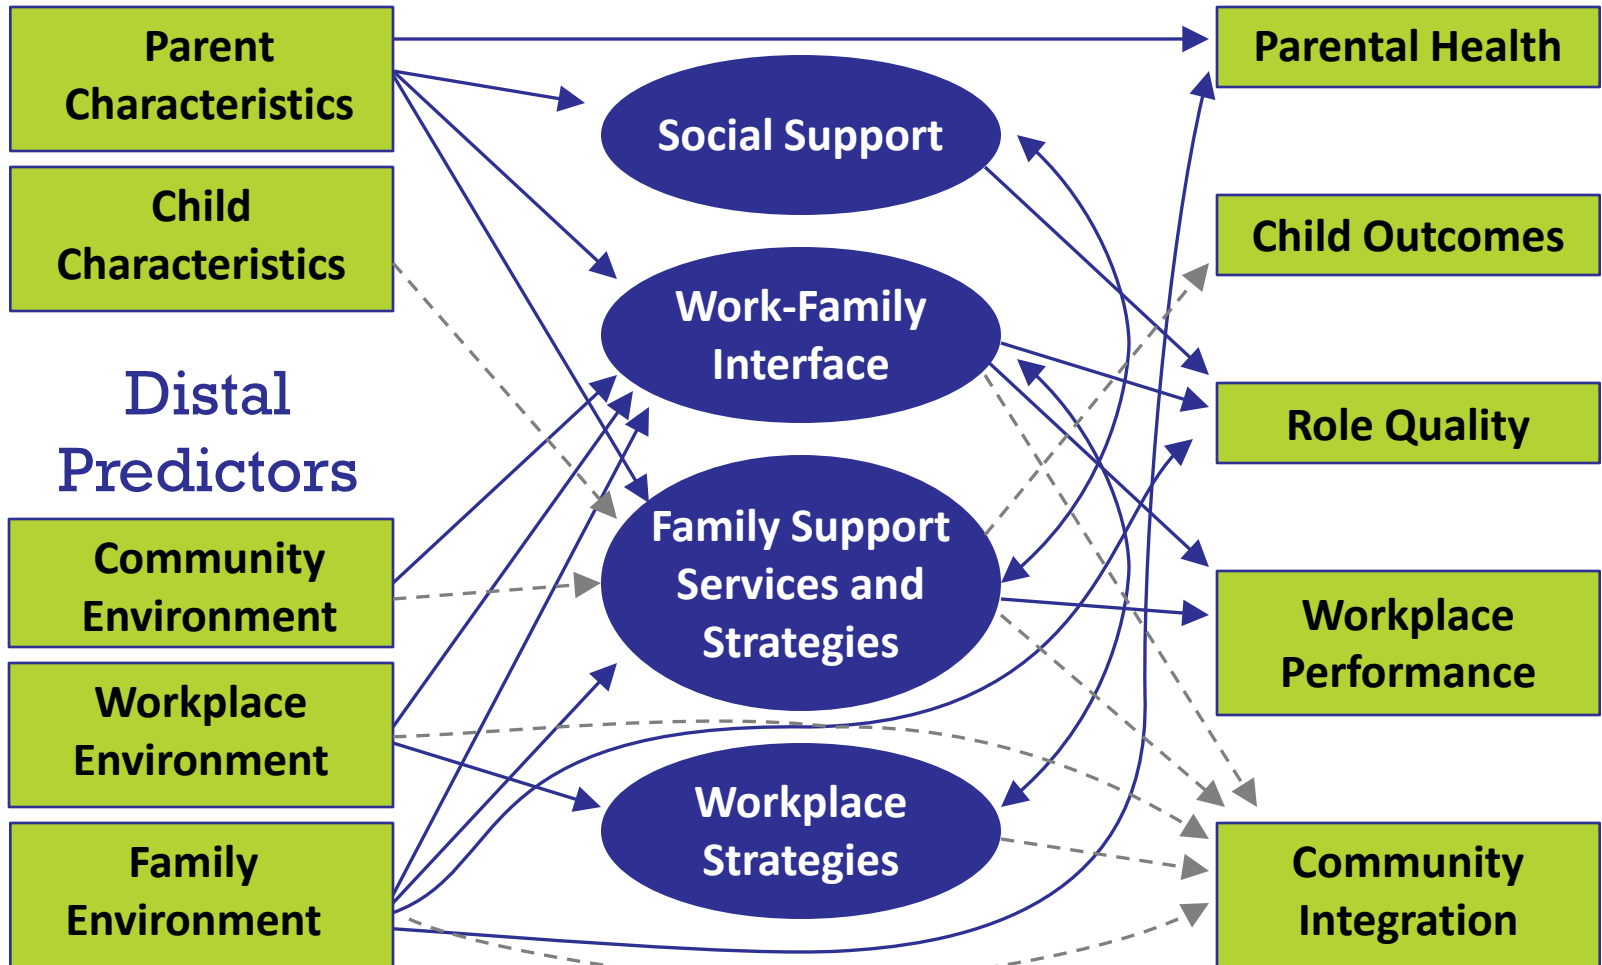 Parent
Characteristics
Child
Characteristics
Distal
Predictors
Community
Environment
Workplace
Environment
Family
Environment
Social Support
Work-Family
Interface
Family Support
Services and
Strategies
Workplace
Strategies
Parental Health
Child Outcomes
Role Quality
Workplace
Performance
Community
Integration